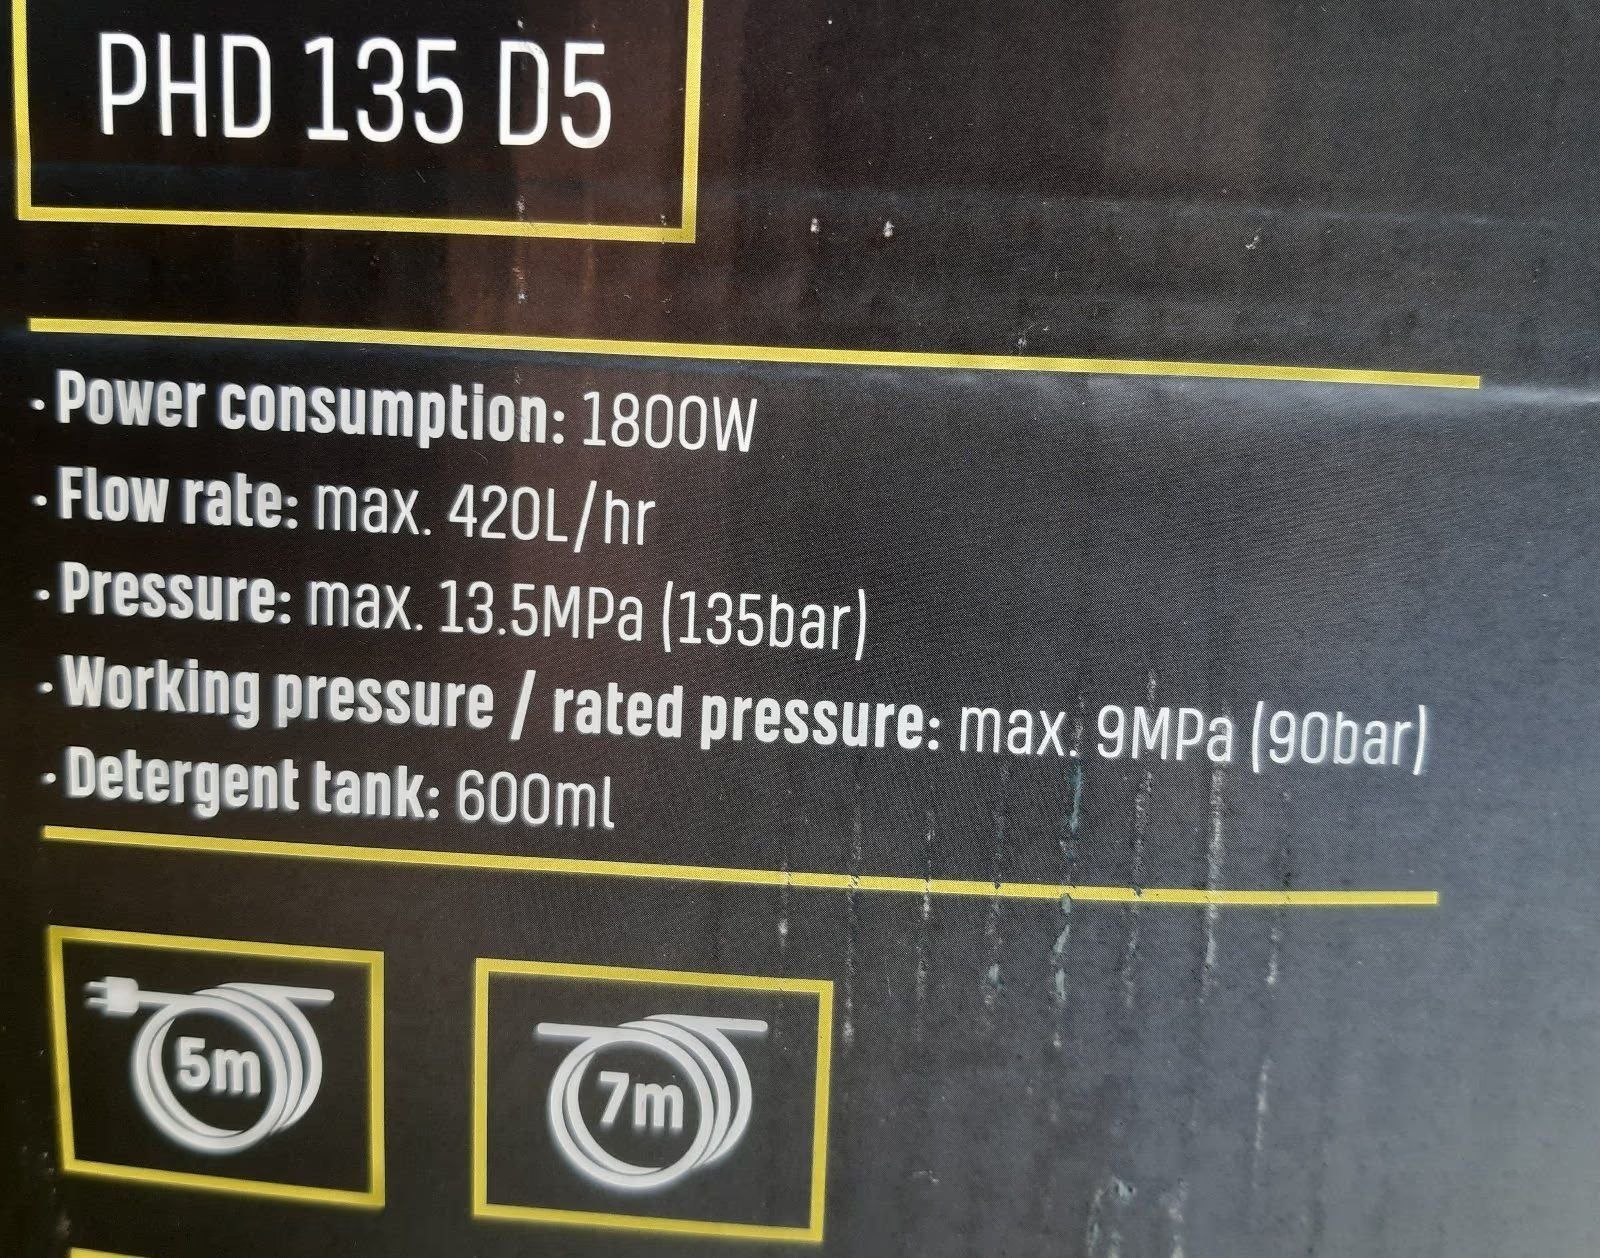 PHD 135 D5
· Power consumption: 1800W
· Flow rate: max. 420L/hr
· Pressure: max. 13.5MPa (135bar)
· Working pressure / rated pressure: max. 9MPa (90bar)
· Detergent tank: 600ml
5m
7m